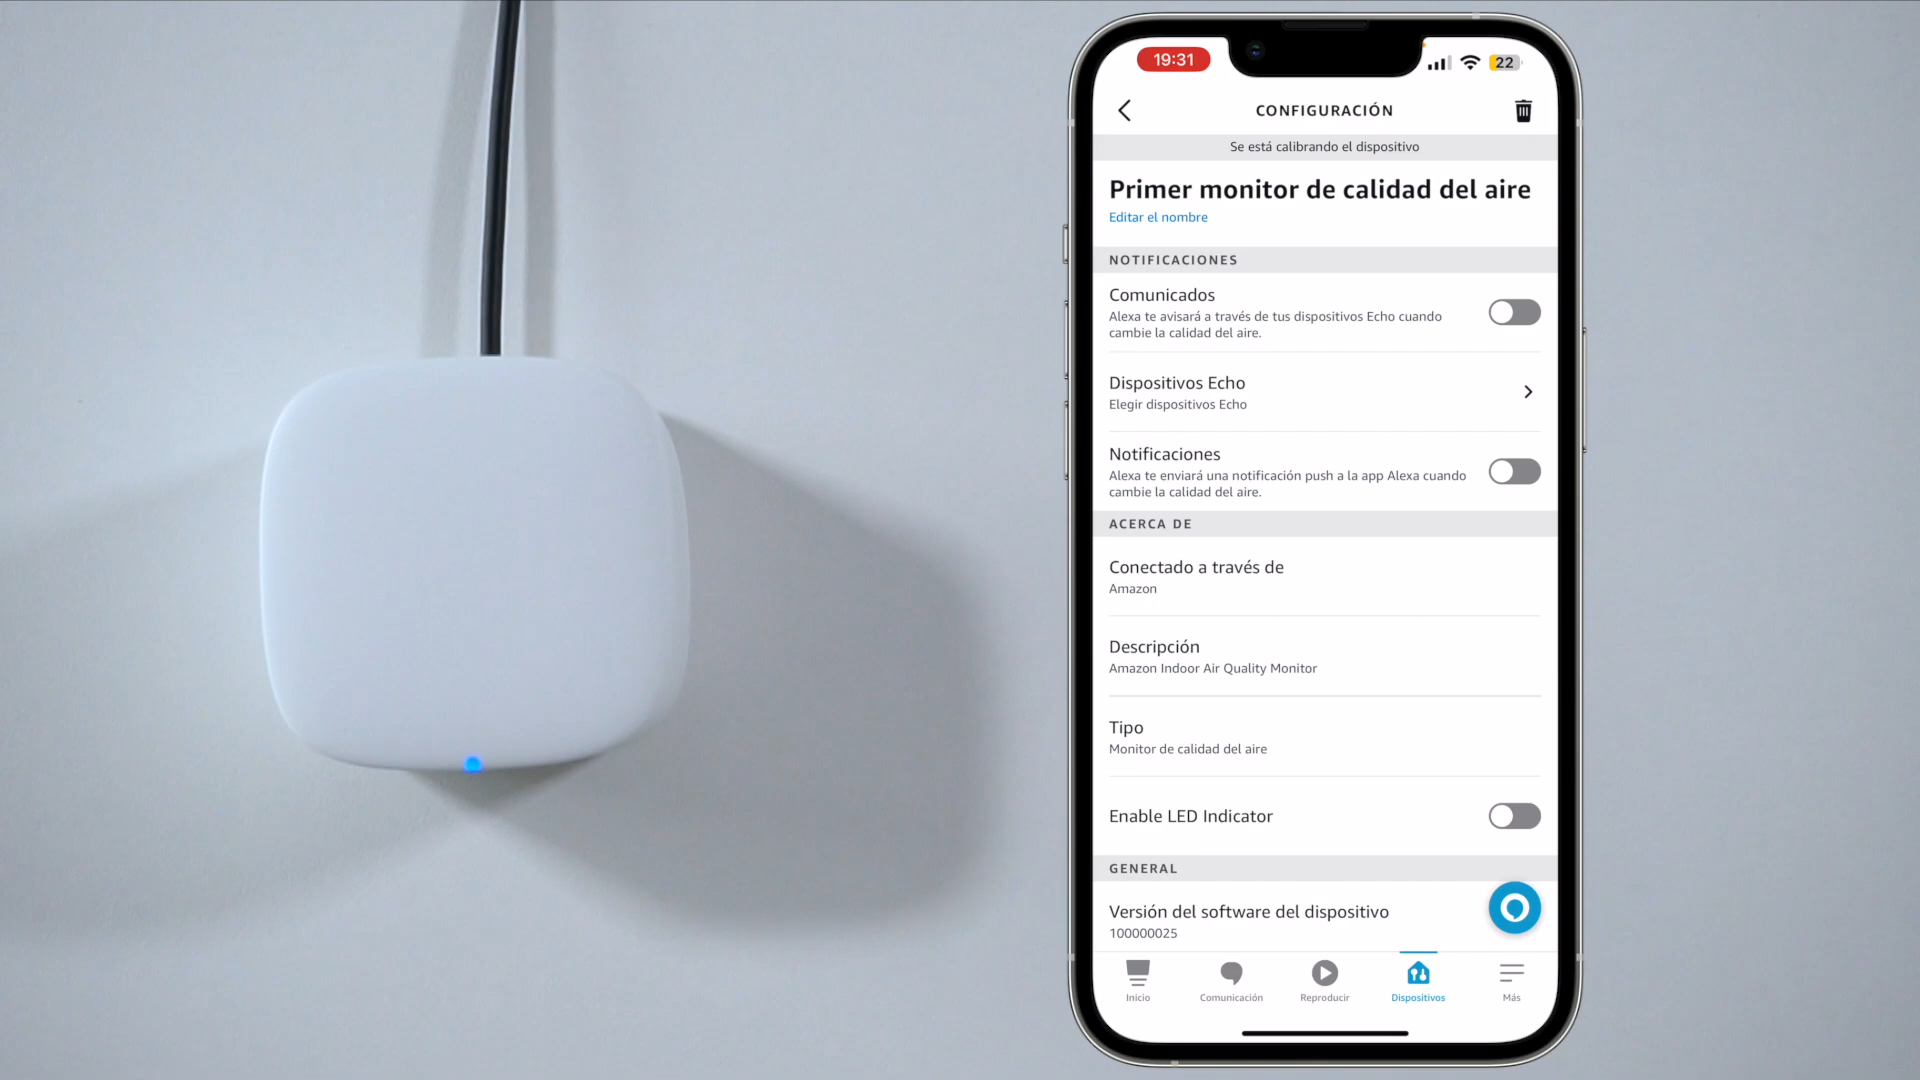 19:31
22
CONFIGURACIÓN
Se está calibrando el dispositivo
Primer monitor de calidad del aire
Editar el nombre
NOTIFICACIONES
Comunicados
Alexa te avisará a través de tus dispositivos Echo cuando
cambie la calidad del aire.
Dispositivos Echo
Elegir dispositivos Echo
Notificaciones
Alexa te enviará una notificación push a la app Alexa cuando
cambie la calidad del aire.
ACERCA DE
Conectado a través de
Amazon
Descripción
Amazon Indoor Air Quality Monitor
Tipo
Monitor de calidad del aire
Enable LED Indicator
GENERAL
Versión del software del dispositivo
100000025
Inicio
Comunicación
Reproducir
Dispositivos
Más